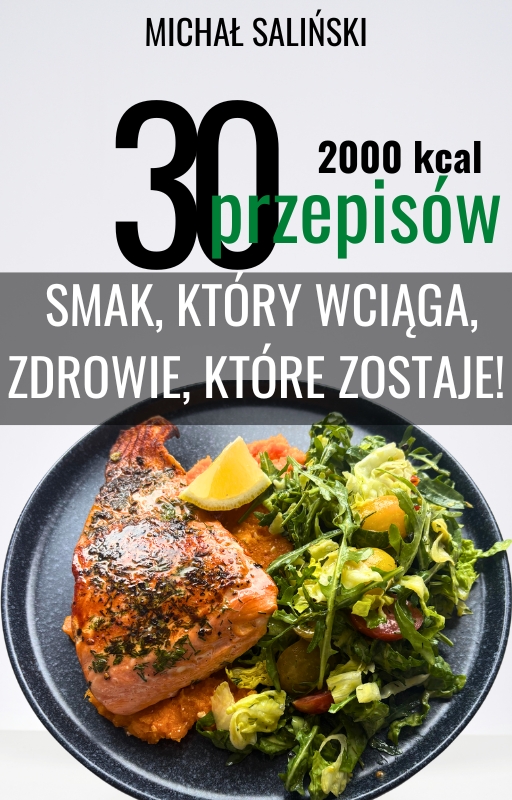 MICHAŁ SALIŃSKI
30
2000 kcal
przepisów
SMAK, KTÓRY WCIĄGA,
ZDROWIE, KTÓRE ZOSTAJE!